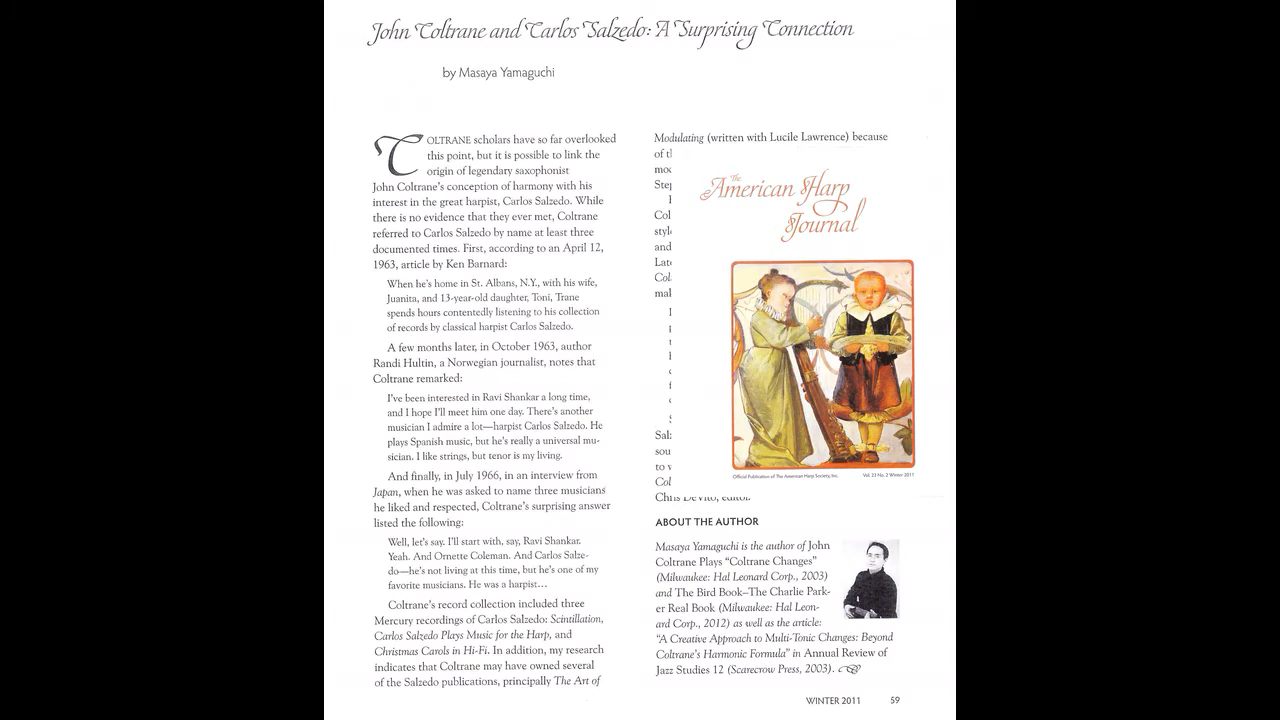 John Coltrane and Carlos Salzedo: A Surprising Connection
by Masaya Yamaguchi
COLTRANE scholars have so far overlooked
this point, but it is possible to link the
origin of legendary saxophonist
John Coltrane's conception of harmony with his
interest in the great harpist, Carlos Salzedo. While
there is no evidence that they ever met, Coltrane
referred to Carlos Salzedo by name at least three
documented times. First, according to an April 12,
1963, article by Ken Barnard:
When he's home in St. Albans, N.Y., with his wife,
Juanita, and 13-year-old daughter, Toni, Trane
spends hours contentedly listening to his collection
of records by classical harpist Carlos Salzedo.
A few months later, in October 1963, author
Randi Hultin, a Norwegian journalist, notes that
Coltrane remarked:
I've been interested in Ravi Shankar a long time,
and I hope I'll meet him one day. There's another
musician I admire a lot—harpist Carlos Salzedo. He
plays Spanish music, but he's really a universal mu-
sician. I like strings, but tenor is my living.
And finally, in July 1966, in an interview from
Japan, when he was asked to name three musicians
he liked and respected, Coltrane's surprising answer
listed the following:
Well, let's say. I'll start with, say, Ravi Shankar.
Yeah. And Ornette Coleman. And Carlos Salze-
do—he's not living at this time, but he's one of my
favorite musicians. He was a harpist…
Coltrane's record collection included three
Mercury recordings of Carlos Salzedo: Scintillation,
Carlos Salzedo Plays Music for the Harp, and
Christmas Carols in Hi-Fi. In addition, my research
indicates that Coltrane may have owned several
of the Salzedo publications, principally The Art of
Modulating (written with Lucile Lawrence) because
of
and
to
Chris DeVito, editor.
The
American Harp
Journal
Official Publication of The American Harp Society, Inc. Vol. 23 No. 2 Winter 2011
ABOUT THE AUTHOR
Masaya Yamaguchi is the author of John
Coltrane Plays "Coltrane Changes"
(Milwaukee: Hal Leonard Corp., 2003)
and The Bird Book–The Charlie Park-
er Real Book (Milwaukee: Hal Leon-
ard Corp., 2012) as well as the article:
"A Creative Approach to Multi-Tonic Changes: Beyond
Coltrane's Harmonic Formula" in Annual Review of
Jazz Studies 12 (Scarecrow Press, 2003).
WINTER 2011 59